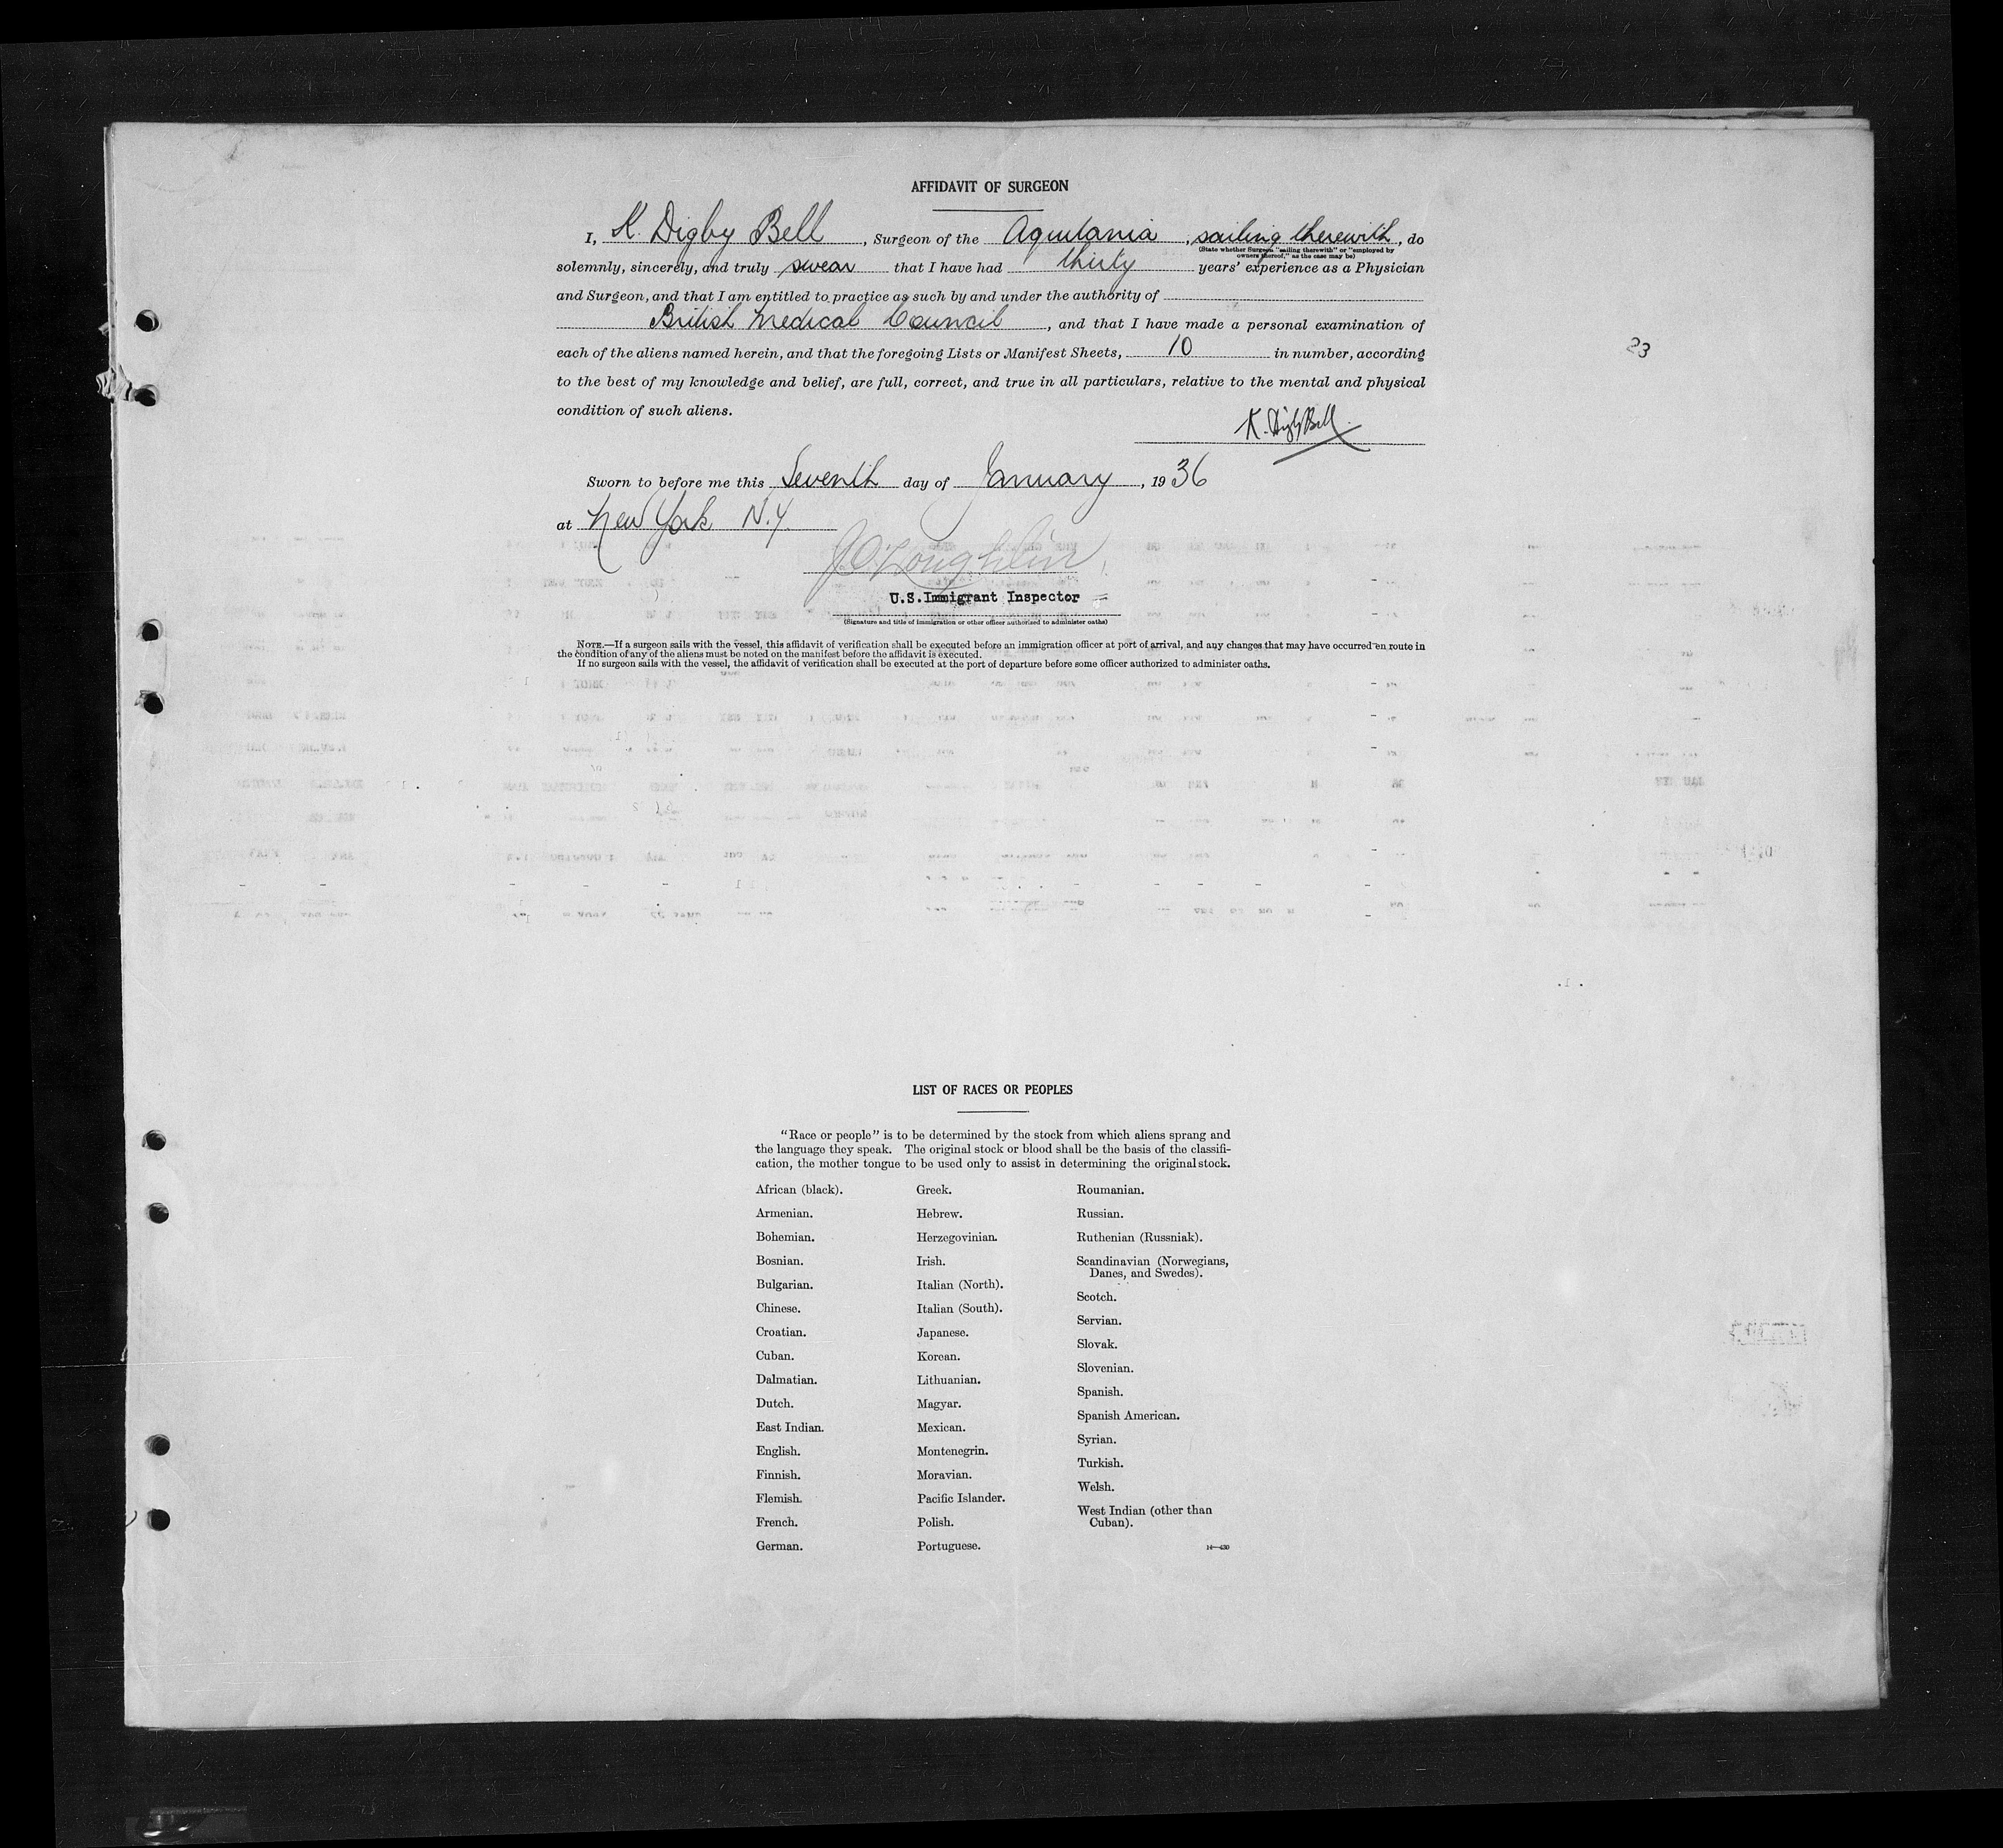 AFFIDAVIT OF SURGEON
I, K. Digby Bell, Surgeon of the Aquitania, sailing therewith, do
(State whether Surgeon "sailing therewith" or "employed by
owners thereof," as the case may be)
solemnly, sincerely, and truly swear that I have had thirty years' experience as a Physician
and Surgeon, and that I am entitled to practice as such by and under the authority of
British Medical Council, and that I have made a personal examination of
each of the aliens named herein, and that the foregoing Lists or Manifest Sheets, 10 in number, according
23
to the best of my knowledge and belief, are full, correct, and true in all particulars, relative to the mental and physical
condition of such aliens.
K. Digby Bell.
Sworn to before me this Seventh day of January, 1936
at New York N.Y.
J O'Loughlin
U.S. Immigrant Inspector
(Signature and title of immigration or other officer authorized to administer oaths)
NOTE.—If a surgeon sails with the vessel, this affidavit of verification shall be executed before an immigration officer at port of arrival, and any changes that may have occurred en route in
the condition of any of the aliens must be noted on the manifest before the affidavit is executed.
If no surgeon sails with the vessel, the affidavit of verification shall be executed at the port of departure before some officer authorized to administer oaths.
LIST OF RACES OR PEOPLES
"Race or people" is to be determined by the stock from which aliens sprang and
the language they speak. The original stock or blood shall be the basis of the classifi-
cation, the mother tongue to be used only to assist in determining the original stock.
African (black).
Armenian.
Bohemian.
Bosnian.
Bulgarian.
Chinese.
Croatian.
Cuban.
Dalmatian.
Dutch.
East Indian.
English.
Finnish.
Flemish.
French.
German.
Greek.
Hebrew.
Herzegovinian.
Irish.
Italian (North).
Italian (South).
Japanese.
Korean.
Lithuanian.
Magyar.
Mexican.
Montenegrin.
Moravian.
Pacific Islander.
Polish.
Portuguese.
Roumanian.
Russian.
Ruthenian (Russniak).
Scandinavian (Norwegians,
Danes, and Swedes).
Scotch.
Servian.
Slovak.
Slovenian.
Spanish.
Spanish American.
Syrian.
Turkish.
Welsh.
West Indian (other than
Cuban).